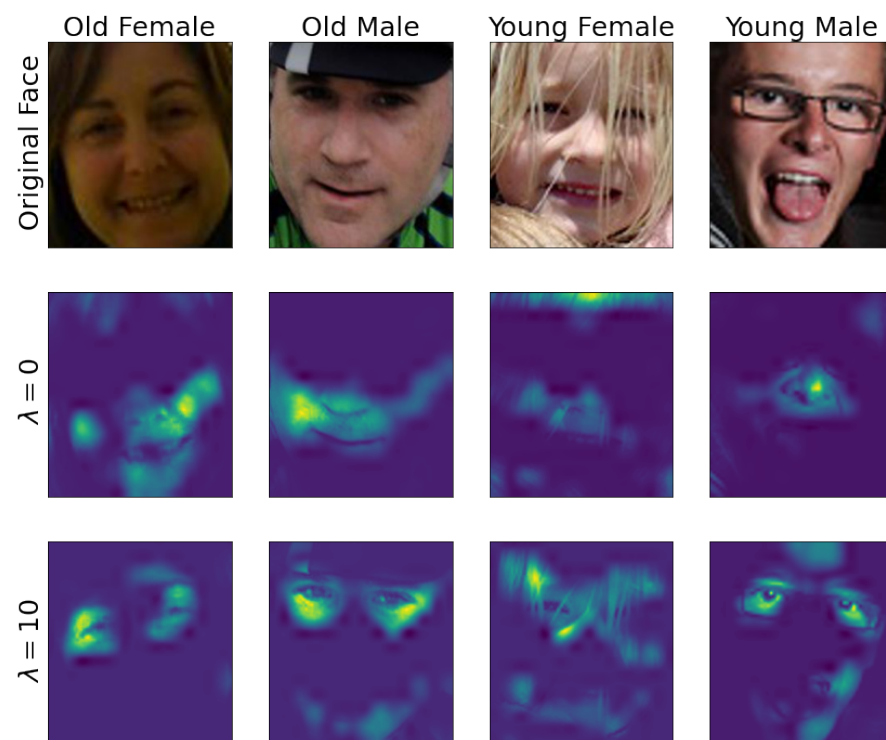 Old Female
Old Male
Young Female
Young Male
Original Face
λ = 0
λ = 10